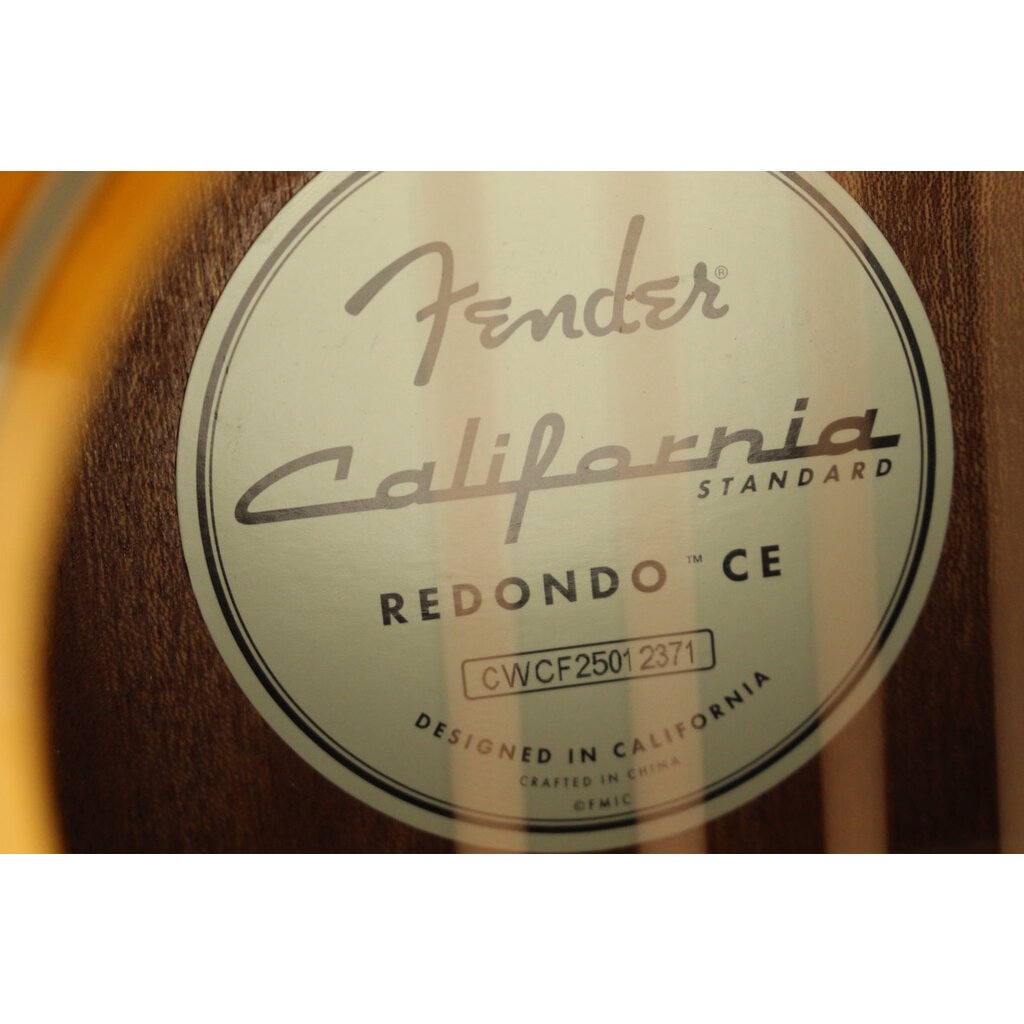 Fender®
California
STANDARD
REDONDO™ CE
CWCF25012371
DESIGNED IN CALIFORNIA
CRAFTED IN CHINA
©FMIC